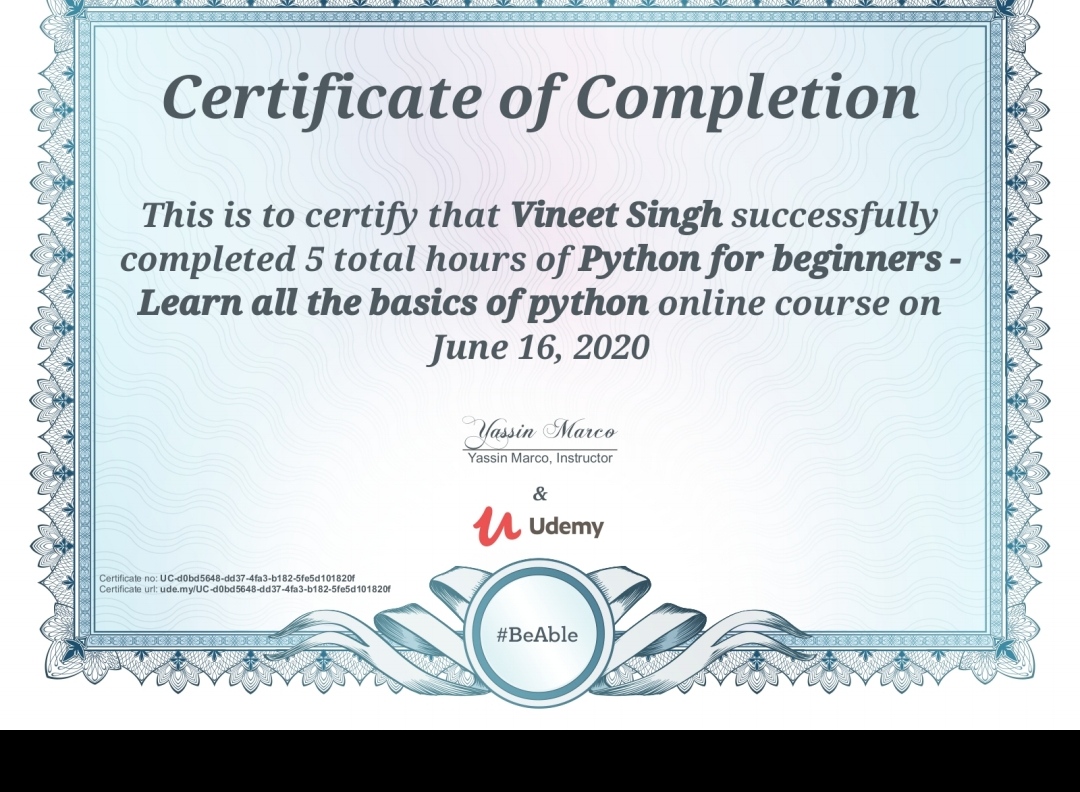 Certificate of Completion
This is to certify that Vineet Singh successfully
completed 5 total hours of Python for beginners -
Learn all the basics of python online course on
June 16, 2020
Yassin Marco
Yassin Marco, Instructor
&
Udemy
Certificate no: UC-d0bd5648-dd37-4fa3-b182-5fe5d101820f
Certificate url: ude.my/UC-d0bd5648-dd37-4fa3-b182-5fe5d101820f
#BeAble